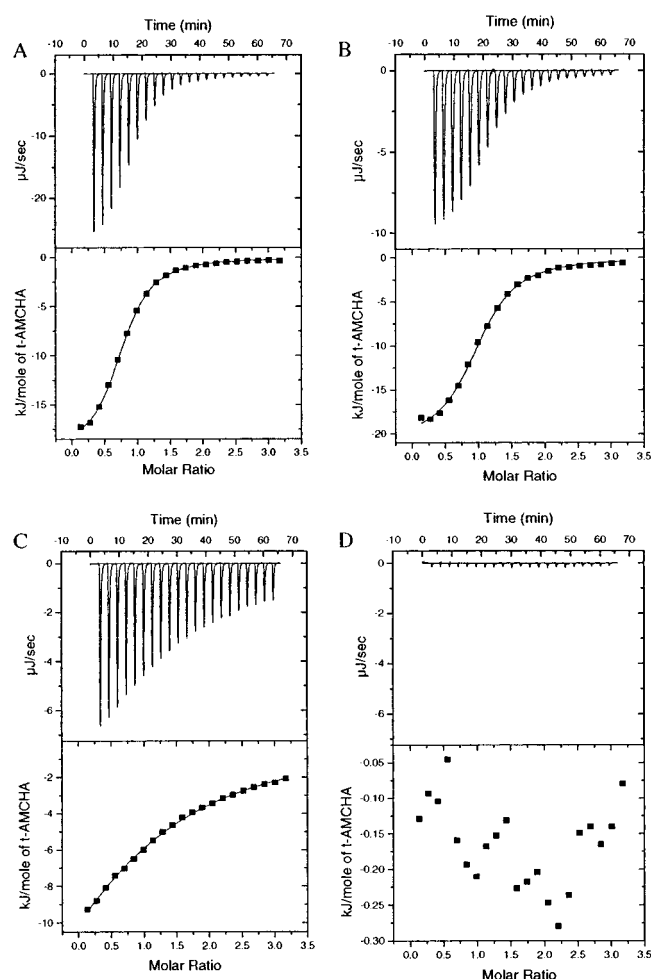 A
Time (min)
-10 0 10 20 30 40 50 60 70
0
-10
-20
µJ/sec
0
-5
-10
-15
kJ/mole of t-AMCHA
0.0 0.5 1.0 1.5 2.0 2.5 3.0 3.5
Molar Ratio
B
Time (min)
-10 0 10 20 30 40 50 60 70
0
-5
-10
µJ/sec
0
-5
-10
-15
-20
kJ/mole of t-AMCHA
0.0 0.5 1.0 1.5 2.0 2.5 3.0 3.5
Molar Ratio
C
Time (min)
-10 0 10 20 30 40 50 60 70
0
-2
-4
-6
µJ/sec
-2
-4
-6
-8
-10
kJ/mole of t-AMCHA
0.0 0.5 1.0 1.5 2.0 2.5 3.0 3.5
Molar Ratio
D
Time (min)
-10 0 10 20 30 40 50 60 70
0
-2
-4
-6
µJ/sec
-0.05
-0.10
-0.15
-0.20
-0.25
-0.30
kJ/mole of t-AMCHA
0.0 0.5 1.0 1.5 2.0 2.5 3.0 3.5
Molar Ratio